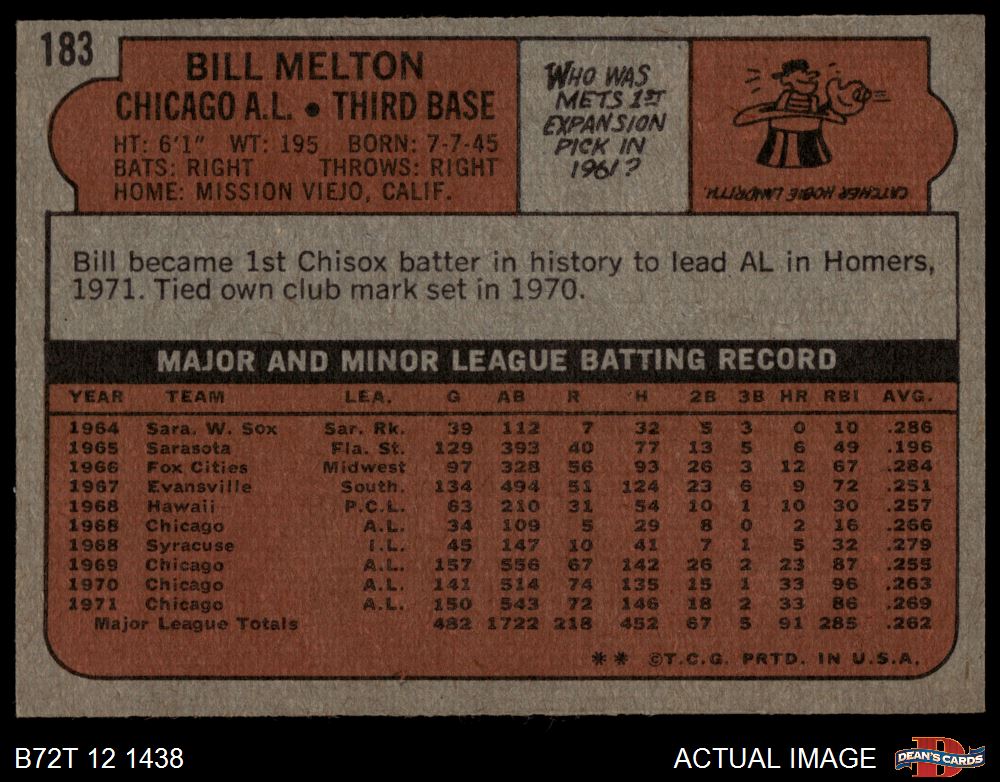 183
BILL MELTON
CHICAGO A.L. • THIRD BASE
HT: 6'1" WT: 195 BORN: 7-7-45
BATS: RIGHT THROWS: RIGHT
HOME: MISSION VIEJO, CALIF.
WHO WAS
METS 1ST
EXPANSION
PICK IN
1961?
CATCHER HOBIE LANDRITH.
Bill became 1st Chisox batter in history to lead AL in Homers,
1971. Tied own club mark set in 1970.
MAJOR AND MINOR LEAGUE BATTING RECORD
YEAR TEAM LEA. G AB R H 2B 3B HR RBI AVG.
1964 Sara. W. Sox Sar. Rk. 39 112 7 32 5 3 0 10 .286
1965 Sarasota Fla. St. 129 393 40 77 13 5 6 49 .196
1966 Fox Cities Midwest 97 328 56 93 26 3 12 67 .284
1967 Evansville South. 134 494 51 124 23 6 9 72 .251
1968 Hawaii P.C.L. 63 210 31 54 10 1 10 30 .257
1968 Chicago A.L. 34 109 5 29 8 0 2 16 .266
1968 Syracuse I.L. 45 147 10 41 7 1 5 32 .279
1969 Chicago A.L. 157 556 67 142 26 2 23 87 .255
1970 Chicago A.L. 141 514 74 135 15 1 33 96 .263
1971 Chicago A.L. 150 543 72 146 18 2 33 86 .269
Major League Totals 482 1722 218 452 67 5 91 285 .262
** ©T.C.G. PRTD. IN U.S.A.
B72T 12 1438
ACTUAL IMAGE
D
DEAN'S CARDS